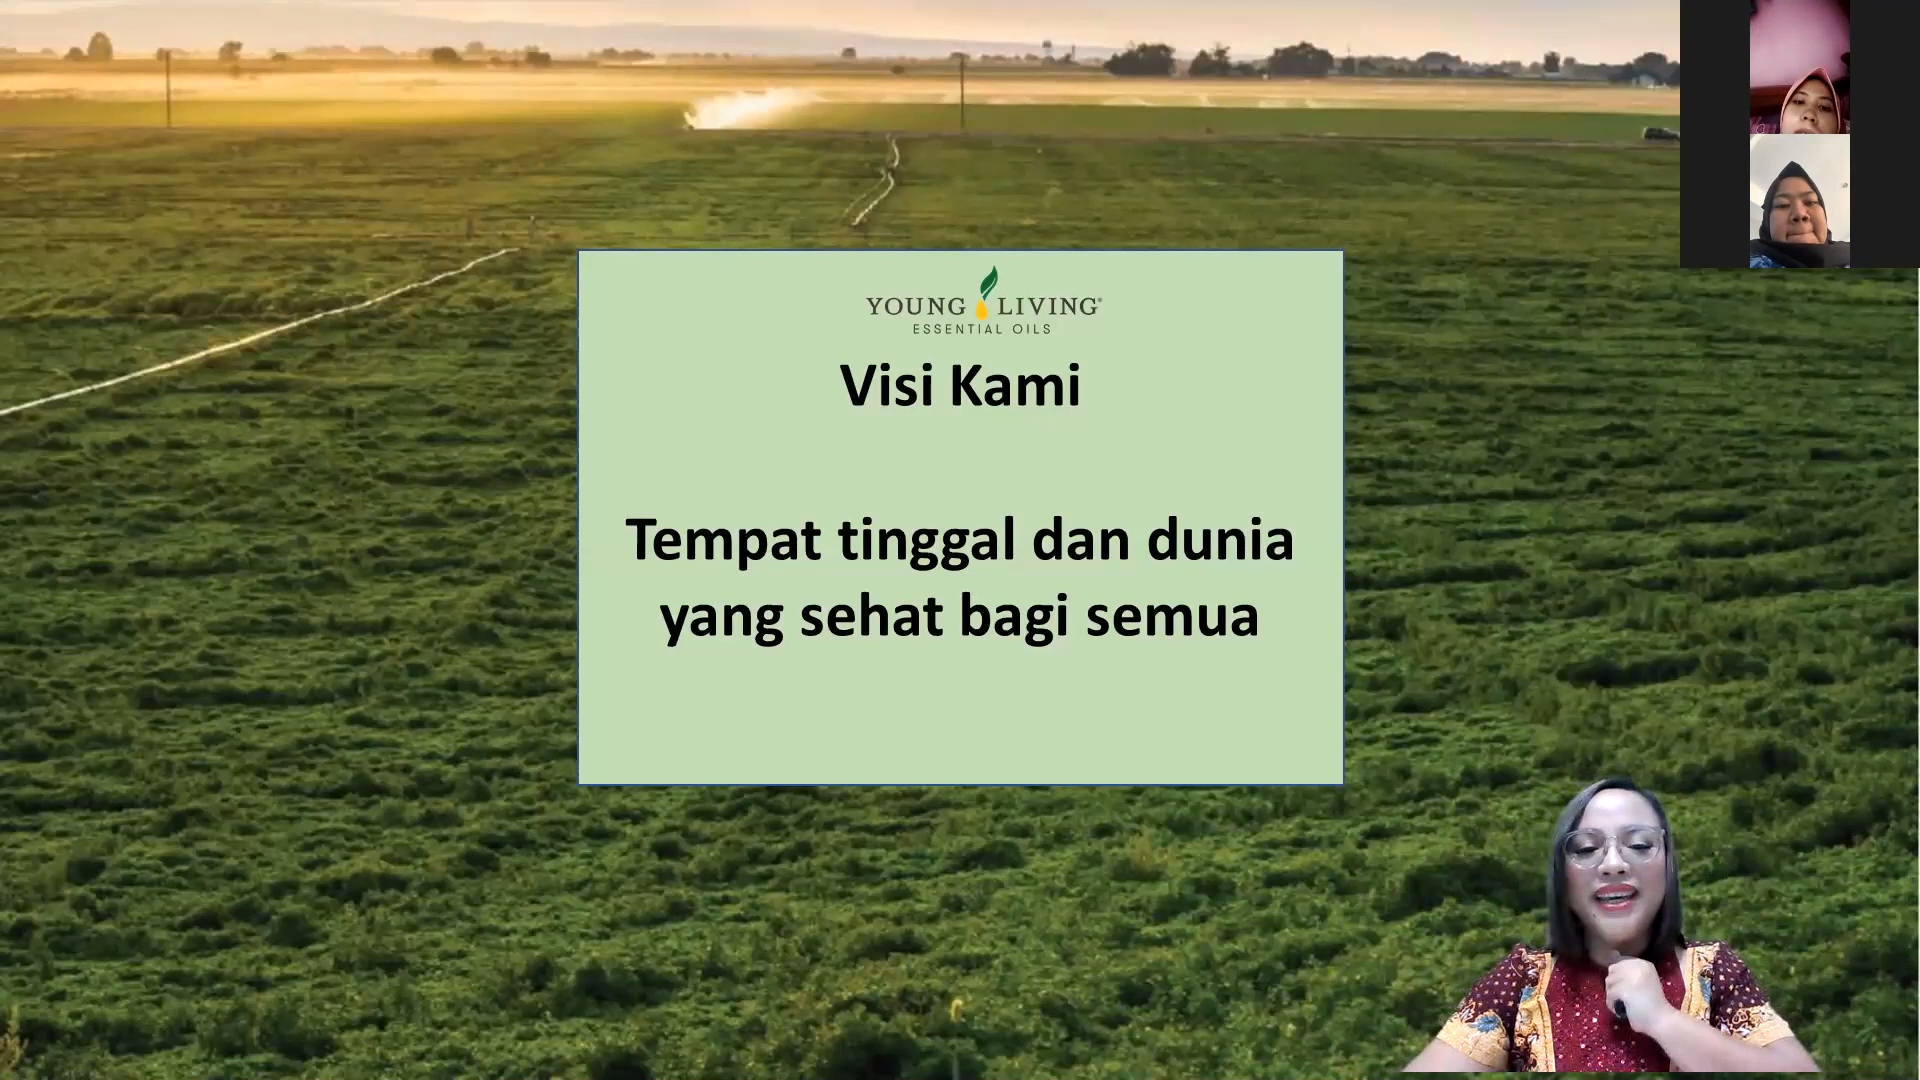 YOUNG LIVING®
ESSENTIAL OILS
Visi Kami
Tempat tinggal dan dunia
yang sehat bagi semua